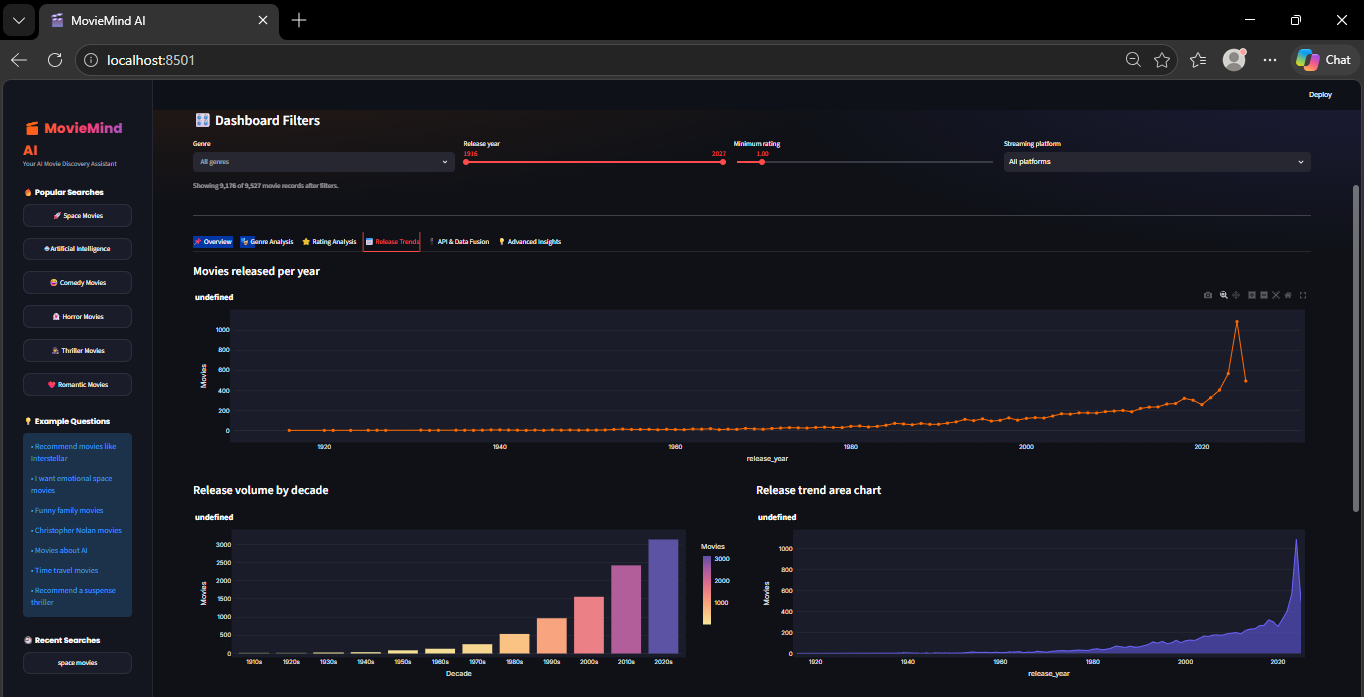 MovieMind AI
localhost:8501
Chat
Deploy
MovieMind
AI
Your AI Movie Discovery Assistant
Popular Searches
Space Movies
Artificial Intelligence
Comedy Movies
Horror Movies
Thriller Movies
Romantic Movies
Example Questions
• Recommend movies like
Interstellar
• I want emotional space
movies
• Funny family movies
• Christopher Nolan movies
• Movies about AI
• Time travel movies
• Recommend a suspense
thriller
Recent Searches
space movies
Dashboard Filters
Genre
All genres
Release year
1916 2027
Minimum rating
1.00
Streaming platform
All platforms
Showing 9,176 of 9,527 movie records after filters.
Overview Genre Analysis Rating Analysis Release Trends API & Data Fusion Advanced Insights
Movies released per year
undefined
Movies
1000
800
600
400
200
0
1920 1940 1960 1980 2000 2020
release_year
Release volume by decade
undefined
Movies
3000
2500
2000
1500
1000
500
0
1910s 1920s 1930s 1940s 1950s 1960s 1970s 1980s 1990s 2000s 2010s 2020s
Decade
Movies
3000
2000
1000
Release trend area chart
undefined
Movies
1000
800
600
400
200
0
1920 1940 1960 1980 2000 2020
release_year